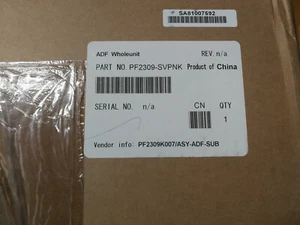 SA81007592
ADF Wholeunit REV. n/a
PART NO. PF2309-SVPNK Product of China
SERIAL NO. n/a CN QTY
1
Vendor info: PF2309K007/ASY-ADF-SUB